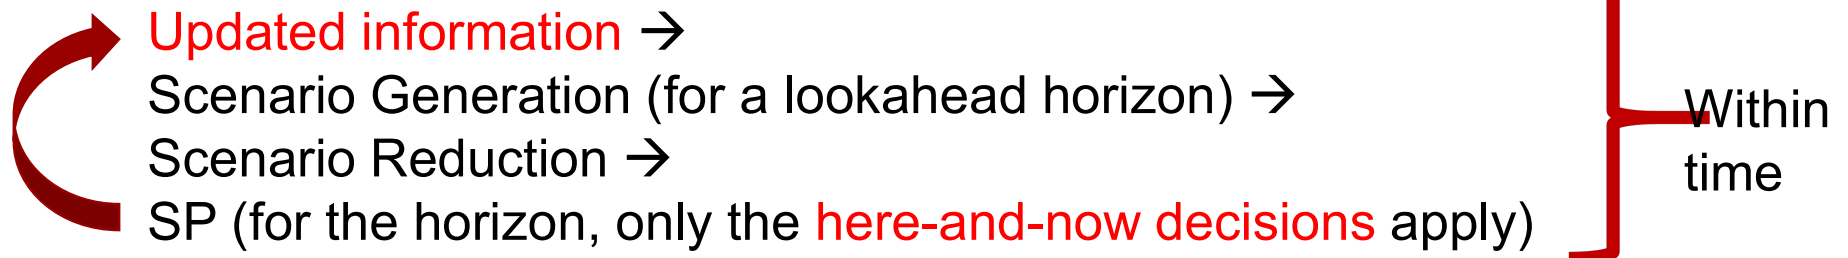 Updated information →
Scenario Generation (for a lookahead horizon) →
Scenario Reduction →
SP (for the horizon, only the here-and-now decisions apply)
Within
time